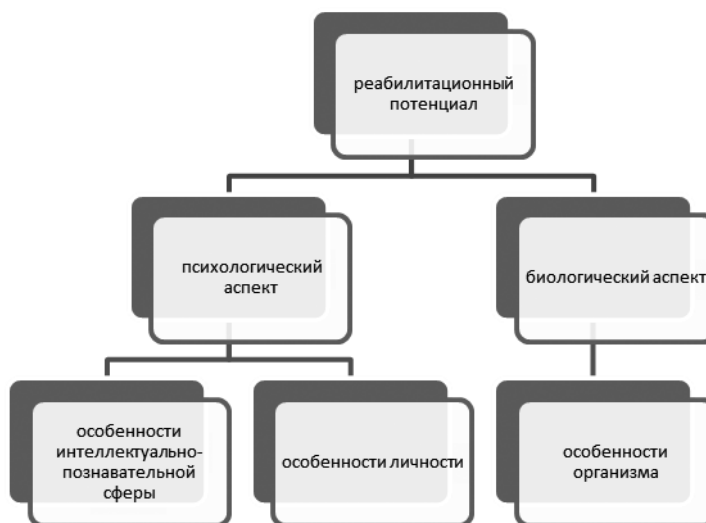 реабилитационный
потенциал
психологический
аспект
биологический аспект
особенности
интеллектуально-
познавательной
сферы
особенности личности
особенности
организма